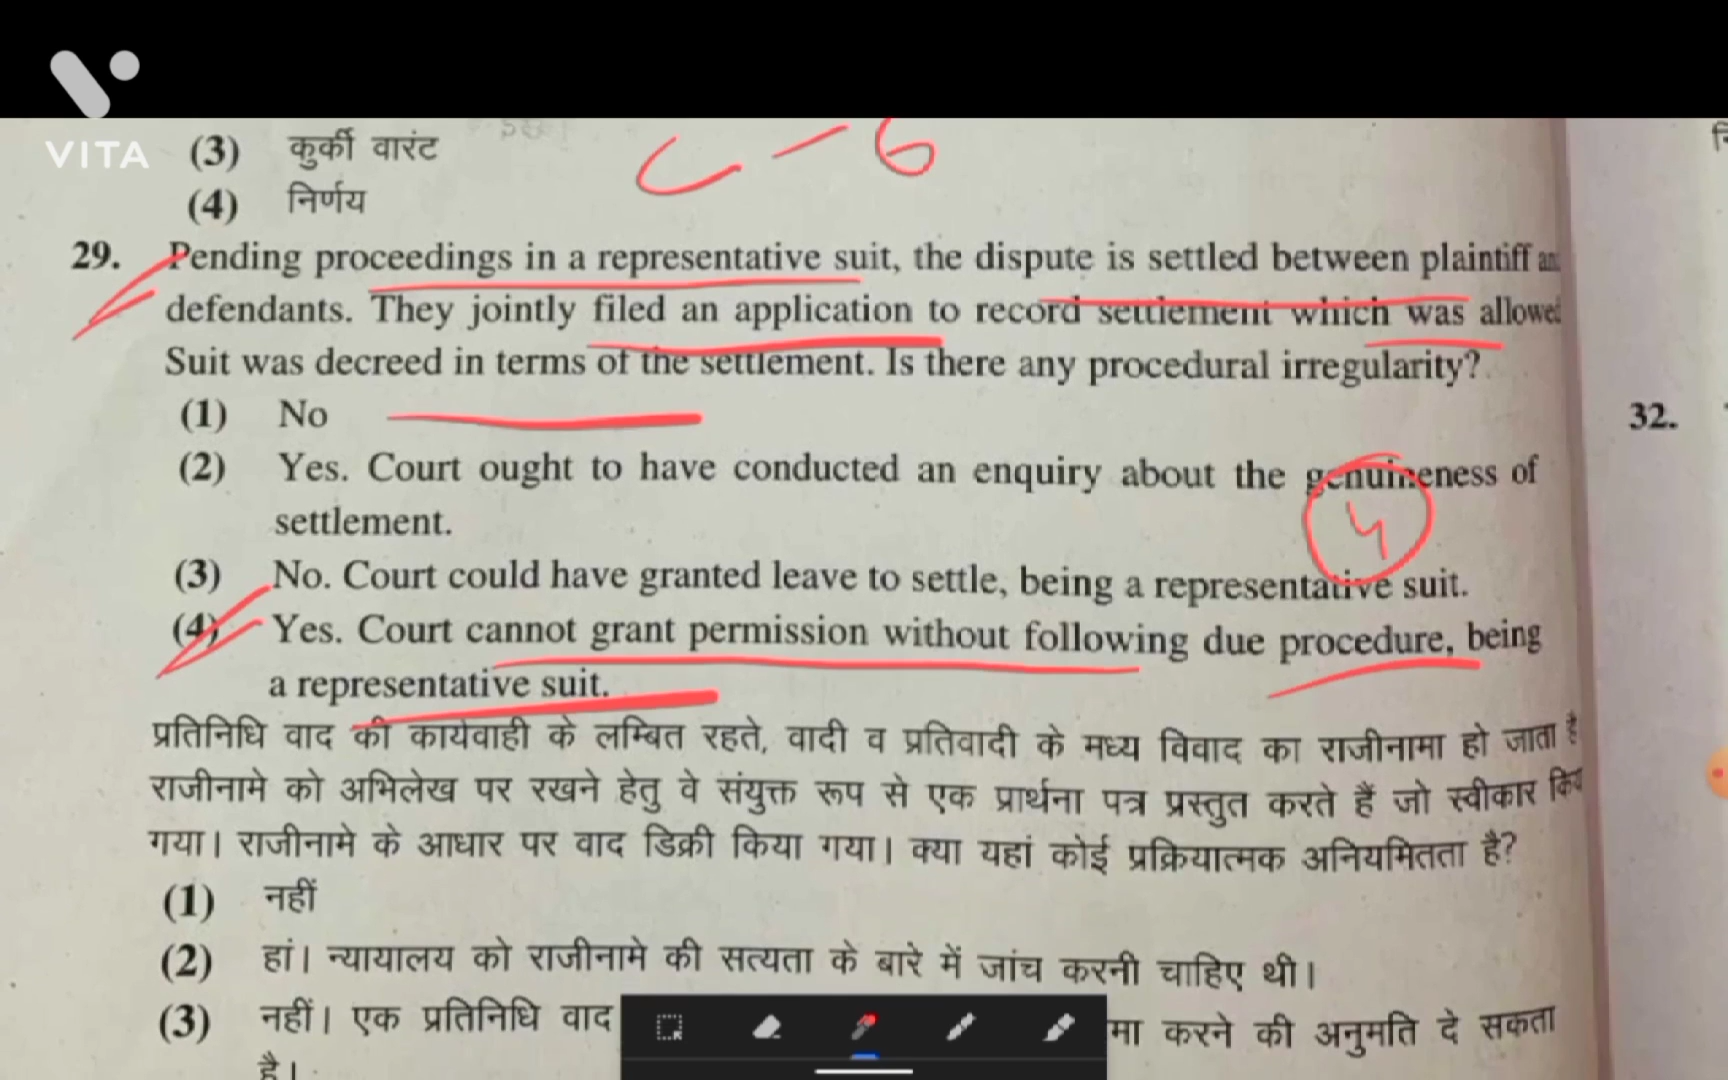 VITA
(3) कुर्की वारंट
C - 6
(4) निर्णय
29. Pending proceedings in a representative suit, the dispute is settled between plaintiff
defendants. They jointly filed an application to record settlement which was allowed
Suit was decreed in terms of the settlement. Is there any procedural irregularity?
(1) No
(2) Yes. Court ought to have conducted an enquiry about the genuineness of
settlement.
4
32.
(3) No. Court could have granted leave to settle, being a representative suit.
(4) Yes. Court cannot grant permission without following due procedure, being
a representative suit.
प्रतिनिधि वाद की कार्यवाही के लम्बित रहते, वादी व प्रतिवादी के मध्य विवाद का राजीनामा हो जाता है
राजीनामे को अभिलेख पर रखने हेतु वे संयुक्त रूप से एक प्रार्थना पत्र प्रस्तुत करते हैं जो स्वीकार
गया। राजीनामे के आधार पर वाद डिक्री किया गया। क्या यहां कोई प्रक्रियात्मक अनियमितता है?
(1) नहीं
(2) हां। न्यायालय को राजीनामे की सत्यता के बारे में जांच करनी चाहिए थी।
(3) नहीं। एक प्रतिनिधि वाद मा करने की अनुमति दे सकता
है।